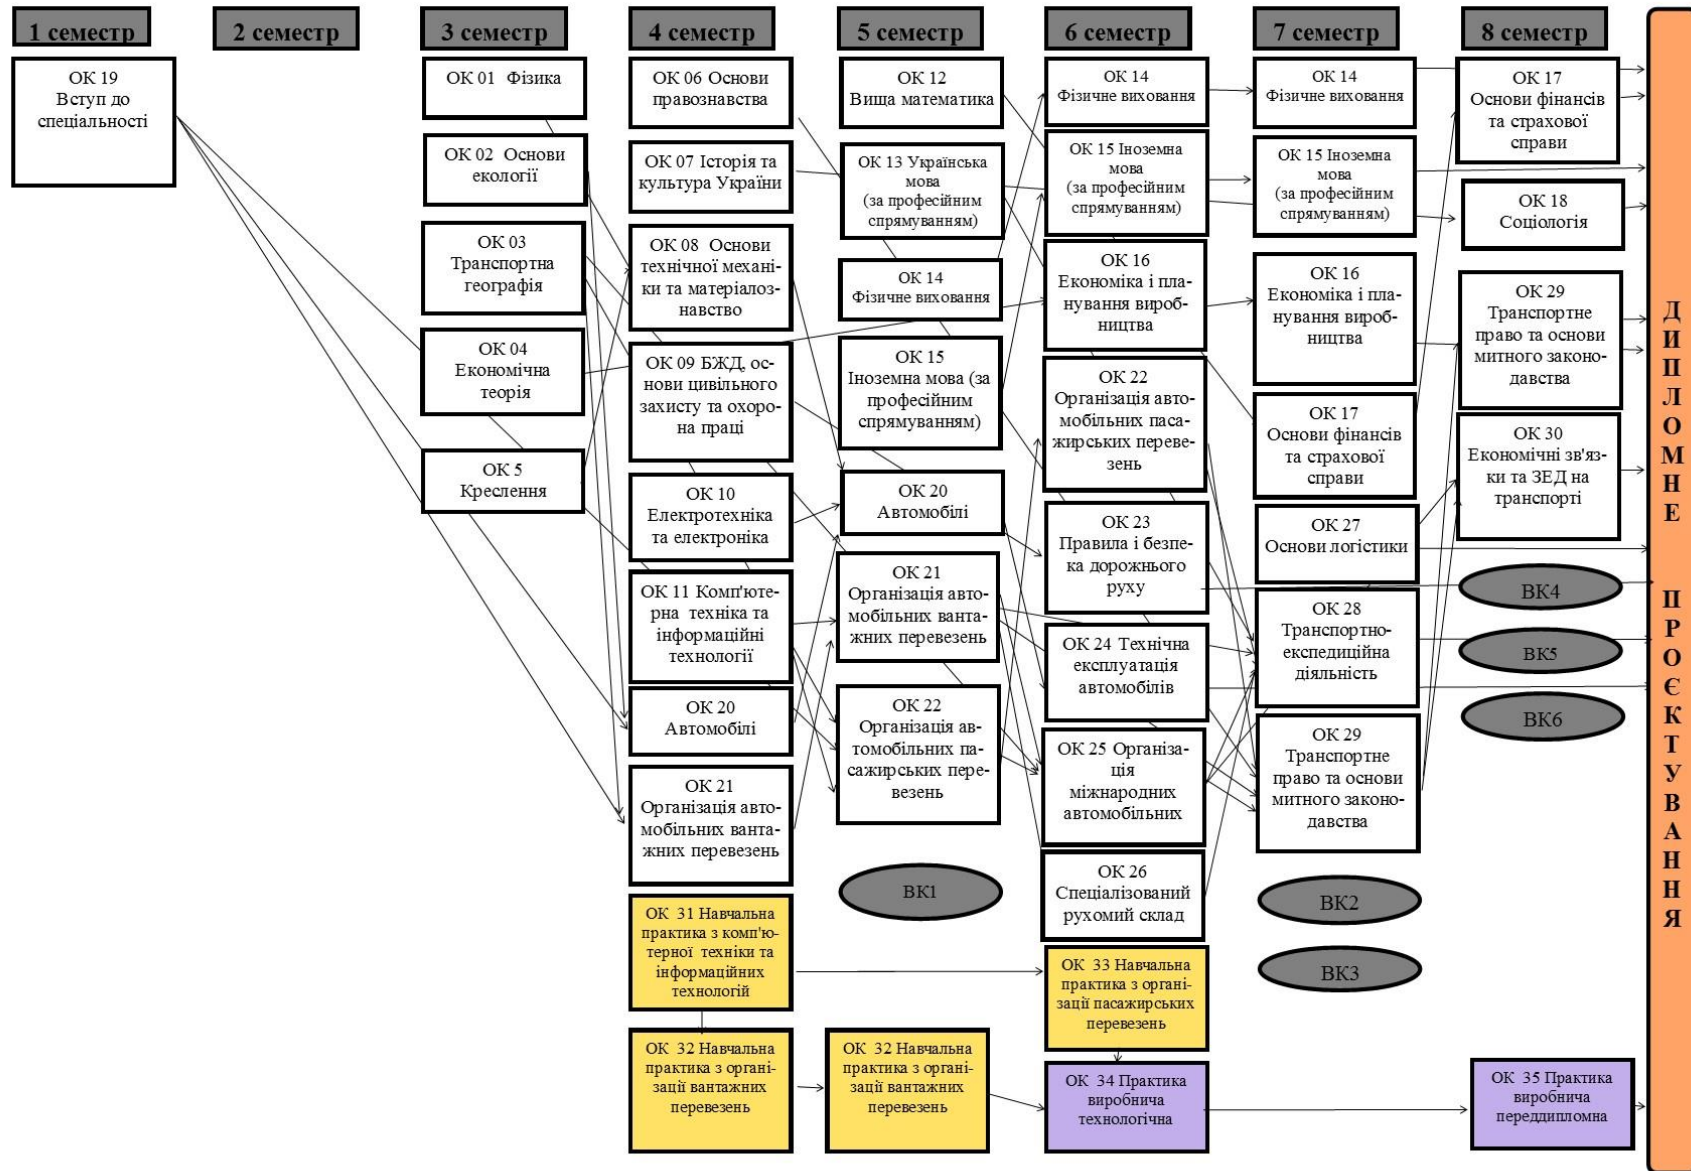 1 семестр
2 семестр
3 семестр
4 семестр
5 семестр
6 семестр
7 семестр
8 семестр
ОК 19
Вступ до
спеціальності
ОК 01 Фізика
ОК 02 Основи
екології
ОК 03
Транспортна
географія
ОК 04
Економічна
теорія
ОК 5
Креслення
ОК 06 Основи
правознавства
ОК 07 Історія та
культура України
ОК 08 Основи
технічної механі-
ки та матеріалоз-
навство
ОК 09 БЖД, ос-
нови цивільного
захисту та охоро-
на праці
ОК 10
Електротехніка
та електроніка
ОК 11 Комп'ютер-
на техніка та
інформаційні
технології
ОК 20
Автомобілі
ОК 21
Організація авто-
мобільних ванта-
жних перевезень
ОК 31 Навчальна
практика з комп'ю-
терної техніки та
інформаційних
технологій
ОК 32 Навчальна
практика з органі-
зації вантажних
перевезень
ОК 12
Вища математика
ОК 13 Українська
мова
(за професійним
спрямуванням)
ОК 14
Фізичне виховання
ОК 15
Іноземна мова (за
професійним
спрямуванням)
ОК 20
Автомобілі
ОК 21
Організація авто-
мобільних ванта-
жних перевезень
ОК 22
Організація ав-
томобільних па-
сажирських пере-
везень
ВК1
ОК 32 Навчальна
практика з органі-
зації вантажних
перевезень
ОК 14
Фізичне виховання
ОК 15 Іноземна
мова
(за професійним
спрямуванням)
ОК 16
Економіка і пла-
нування вироб-
ництва
ОК 22
Організація авто-
мобільних паса-
жирських перевезень
ОК 23
Правила і безпе-
ка дорожнього
руху
ОК 24 Технічна
експлуатація
автомобілів
ОК 25 Організа-
ція
міжнародних
автомобільних
ОК 26
Спеціалізований
рухомий склад
ОК 33 Навчальна
практика з органі-
зації пасажирських
перевезень
ОК 34 Практика
виробнича
технологічна
ОК 14
Фізичне виховання
ОК 15 Іноземна
мова
(за професійним
спрямуванням)
ОК 16
Економіка і пла-
нування вироб-
ництва
ОК 17
Основи фінансів
та страхової
справи
ОК 27
Основи логістики
ОК 28
Транспортно-
експедиційна
діяльність
ОК 29
Транспортне
право та основи
митного законо-
давства
ВК2
ВК3
ОК 17
Основи фінансів
та страхової
справи
ОК 18
Соціологія
ОК 29
Транспортне
право та основи
митного законо-
давства
ОК 30
Економічні зв'яз-
ки та ЗЕД на
транспорті
ВК4
ВК5
ВК6
ОК 35 Практика
виробнича
переддипломна
ДИПЛОМНЕ ПРОЄКТУВАННЯ